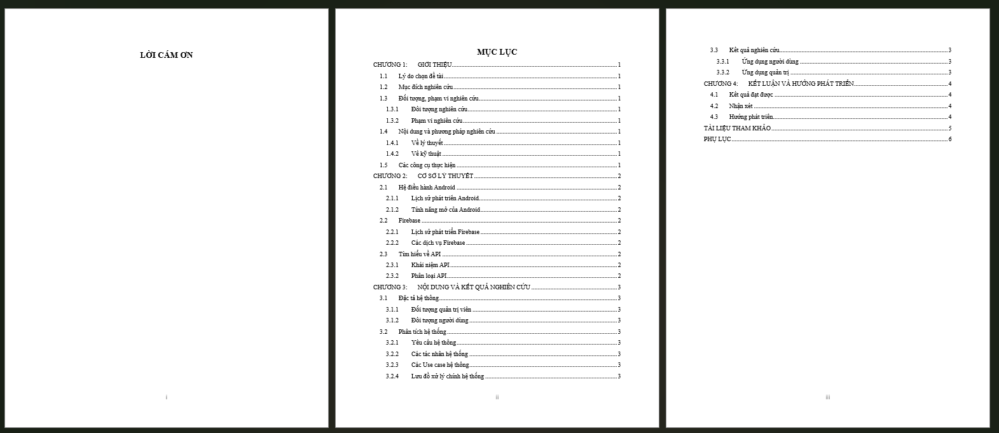 LỜI CÁM ƠN
i
MỤC LỤC
CHƯƠNG 1: GIỚI THIỆU 1
1.1 Lý do chọn đề tài 1
1.2 Mục đích nghiên cứu 1
1.3 Đối tượng, phạm vi nghiên cứu 1
1.3.1 Đối tượng nghiên cứu 1
1.3.2 Phạm vi nghiên cứu 1
1.4 Nội dung và phương pháp nghiên cứu 1
1.4.1 Về lý thuyết 1
1.4.2 Về kỹ thuật 1
1.5 Các công cụ thực hiện 1
CHƯƠNG 2: CƠ SỞ LÝ THUYẾT 2
2.1 Hệ điều hành Android 2
2.1.1 Lịch sử phát triển Android 2
2.1.2 Tính năng mở của Android 2
2.2 Firebase 2
2.2.1 Lịch sử phát triển Firebase 2
2.2.2 Các dịch vụ Firebase 2
2.3 Tìm hiểu về API 2
2.3.1 Khái niệm API 2
2.3.2 Phân loại API 2
CHƯƠNG 3: NỘI DUNG VÀ KẾT QUẢ NGHIÊN CỨU 3
3.1 Đặc tả hệ thống 3
3.1.1 Đối tượng quản trị viên 3
3.1.2 Đối tượng người dùng 3
3.2 Phân tích hệ thống 3
3.2.1 Yêu cầu hệ thống 3
3.2.2 Các tác nhân hệ thống 3
3.2.3 Các Use case hệ thống 3
3.2.4 Lưu đồ xử lý chính hệ thống 3
ii
3.3 Kết quả nghiên cứu 3
3.3.1 Ứng dụng người dùng 3
3.3.2 Ứng dụng quản trị 3
CHƯƠNG 4: KẾT LUẬN VÀ HƯỚNG PHÁT TRIỂN 4
4.1 Kết quả đạt được 4
4.2 Nhận xét 4
4.3 Hướng phát triển 4
TÀI LIỆU THAM KHẢO 5
PHỤ LỤC 6
iii